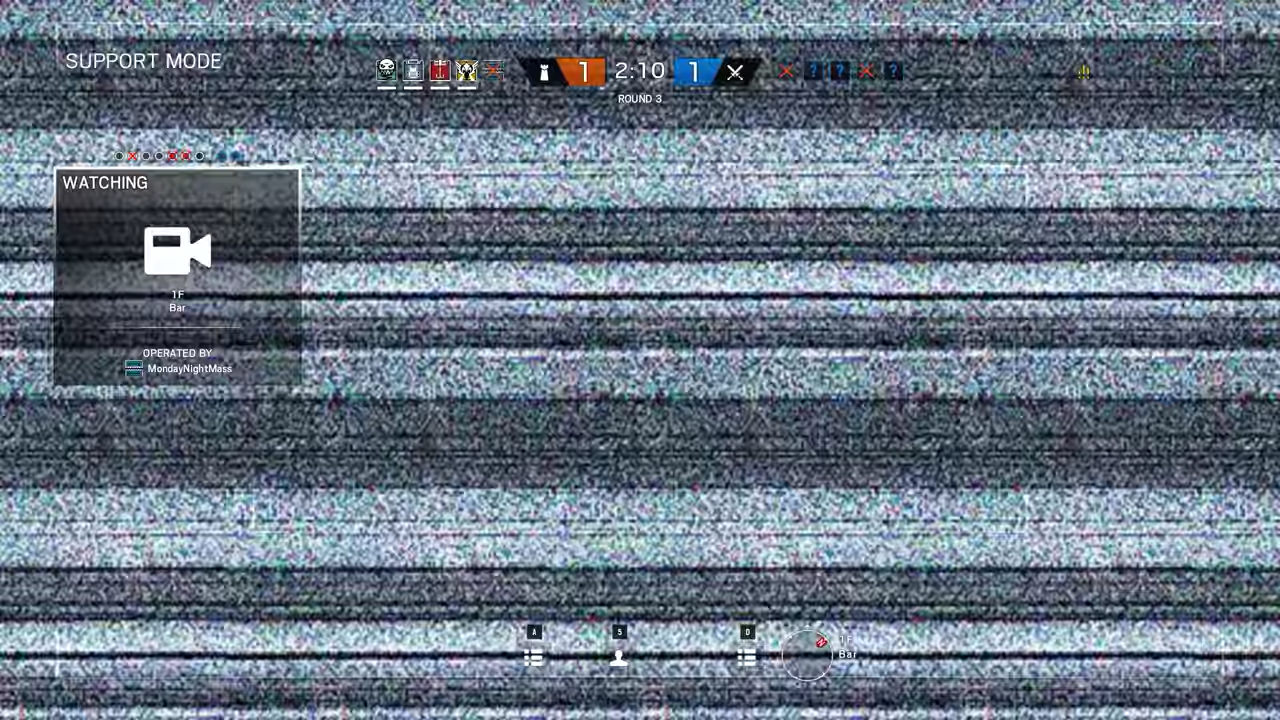 SUPPORT MODE
1 2:10 1 ? ? ?
ROUND 3
WATCHING
1F
Bar
OPERATED BY
MondayNightMass
A S D
1F
Bar